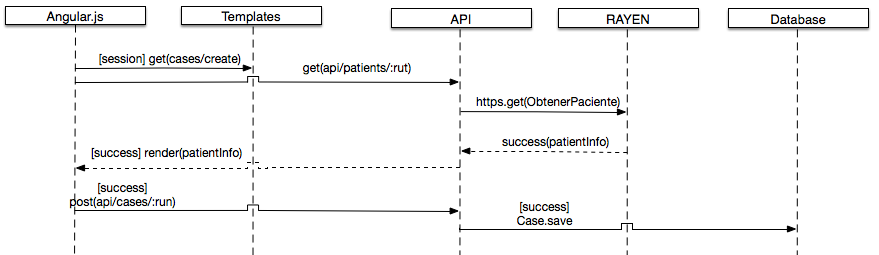 Angular.js
Templates
API
RAYEN
Database
[session] get(cases/create)
get(api/patients/:rut)
https.get(ObtenerPaciente)
success(patientInfo)
[success] render(patientInfo)
[success]
post(api/cases/:run)
[success]
Case.save